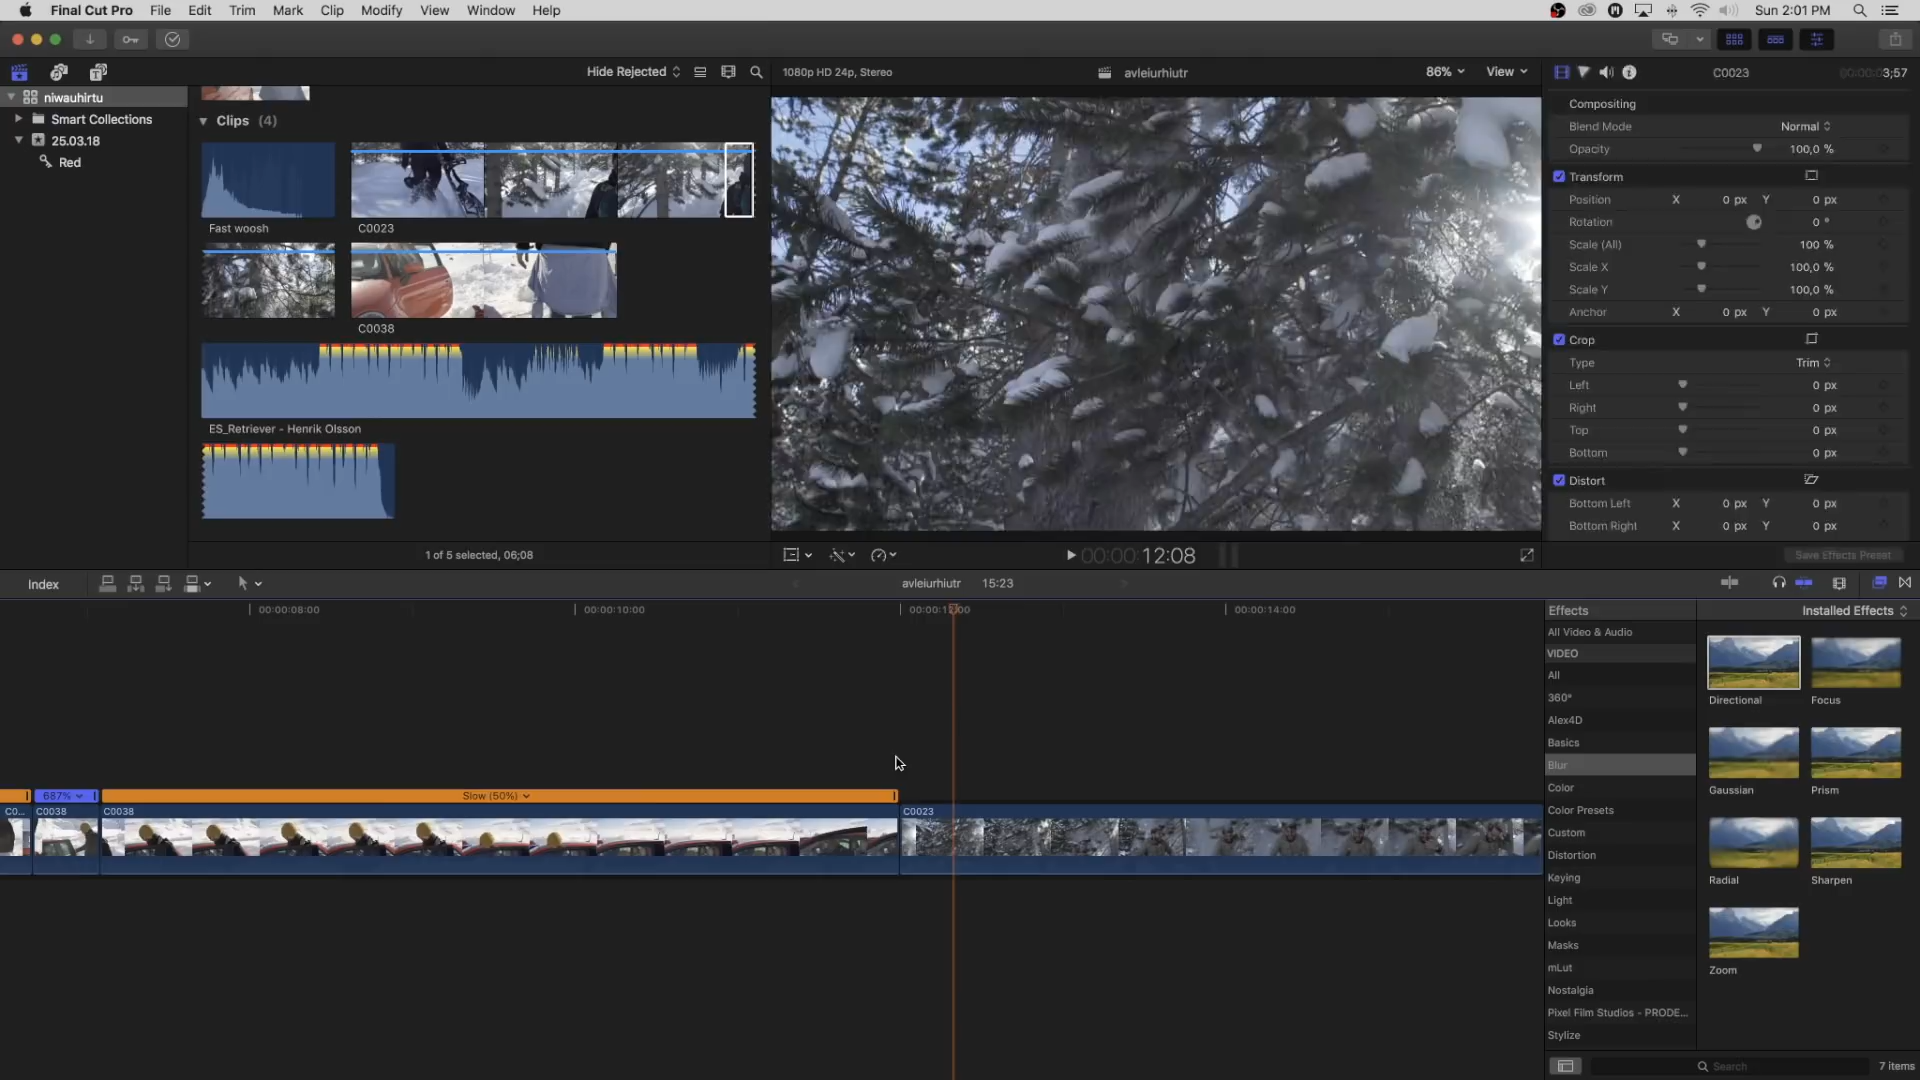 Final Cut Pro File Edit Trim Mark Clip Modify View Window Help Sun 2:01 PM
Hide Rejected 1080p HD 24p, Stereo avleiurhiutr 86% View C0023 3;57
niwauhirtu
Smart Collections
25.03.18
Red
Clips (4)
Fast woosh C0023
C0038
ES_Retriever - Henrik Olsson
1 of 5 selected, 06;08
00:00:12:08
Compositing
Blend Mode Normal
Opacity 100,0 %
Transform
Position X 0 px Y 0 px
Rotation 0 °
Scale (All) 100 %
Scale X 100,0 %
Scale Y 100,0 %
Anchor X 0 px Y 0 px
Crop
Type Trim
Left 0 px
Right 0 px
Top 0 px
Bottom 0 px
Distort
Bottom Left X 0 px Y 0 px
Bottom Right X 0 px Y 0 px
Save Effects Preset
Index avleiurhiutr 15:23
00:00:08:00 00:00:10:00 00:00:12:00 00:00:14:00
687% Slow (50%)
C0... C0038 C0038 C0023
Effects Installed Effects
All Video & Audio
VIDEO
All
360°
Alex4D
Basics
Blur
Color
Color Presets
Custom
Distortion
Keying
Light
Looks
Masks
mLut
Nostalgia
Pixel Film Studios - PRODE...
Stylize
Directional Focus
Gaussian Prism
Radial Sharpen
Zoom
Search 7 items